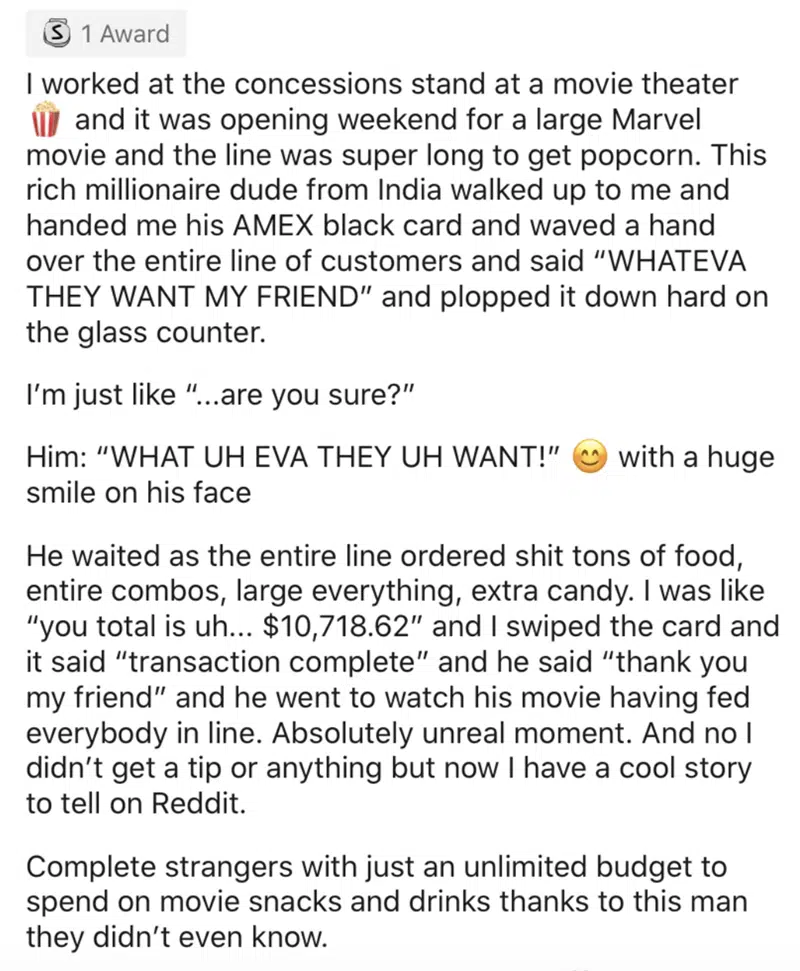 1 Award
I worked at the concessions stand at a movie theater
🍿 and it was opening weekend for a large Marvel
movie and the line was super long to get popcorn. This
rich millionaire dude from India walked up to me and
handed me his AMEX black card and waved a hand
over the entire line of customers and said “WHATEVA
THEY WANT MY FRIEND” and plopped it down hard on
the glass counter.
I’m just like “...are you sure?”
Him: “WHAT UH EVA THEY UH WANT!” 😊 with a huge
smile on his face
He waited as the entire line ordered shit tons of food,
entire combos, large everything, extra candy. I was like
“you total is uh... $10,718.62” and I swiped the card and
it said “transaction complete” and he said “thank you
my friend” and he went to watch his movie having fed
everybody in line. Absolutely unreal moment. And no I
didn’t get a tip or anything but now I have a cool story
to tell on Reddit.
Complete strangers with just an unlimited budget to
spend on movie snacks and drinks thanks to this man
they didn’t even know.